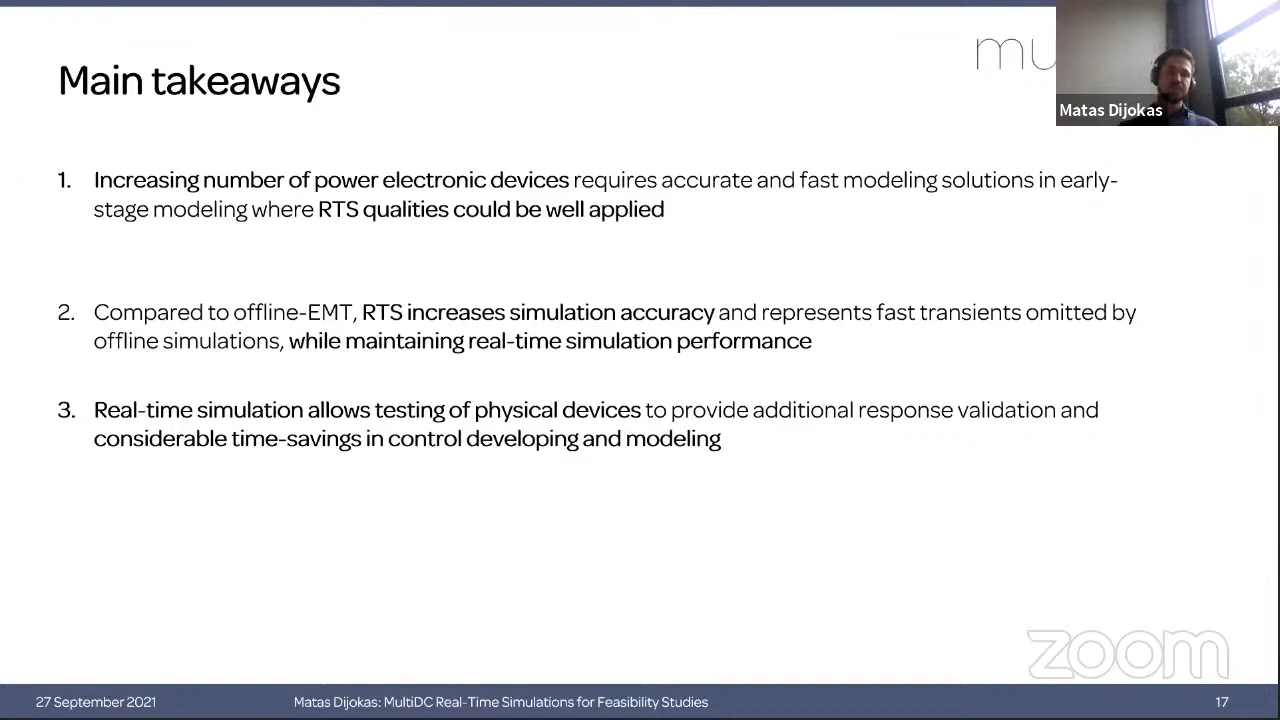 mu
Main takeaways
Matas Dijokas
1. Increasing number of power electronic devices requires accurate and fast modeling solutions in early-
stage modeling where RTS qualities could be well applied
2. Compared to offline-EMT, RTS increases simulation accuracy and represents fast transients omitted by
offline simulations, while maintaining real-time simulation performance
3. Real-time simulation allows testing of physical devices to provide additional response validation and
considerable time-savings in control developing and modeling
zoom
27 September 2021
Matas Dijokas: MultiDC Real-Time Simulations for Feasibility Studies
17